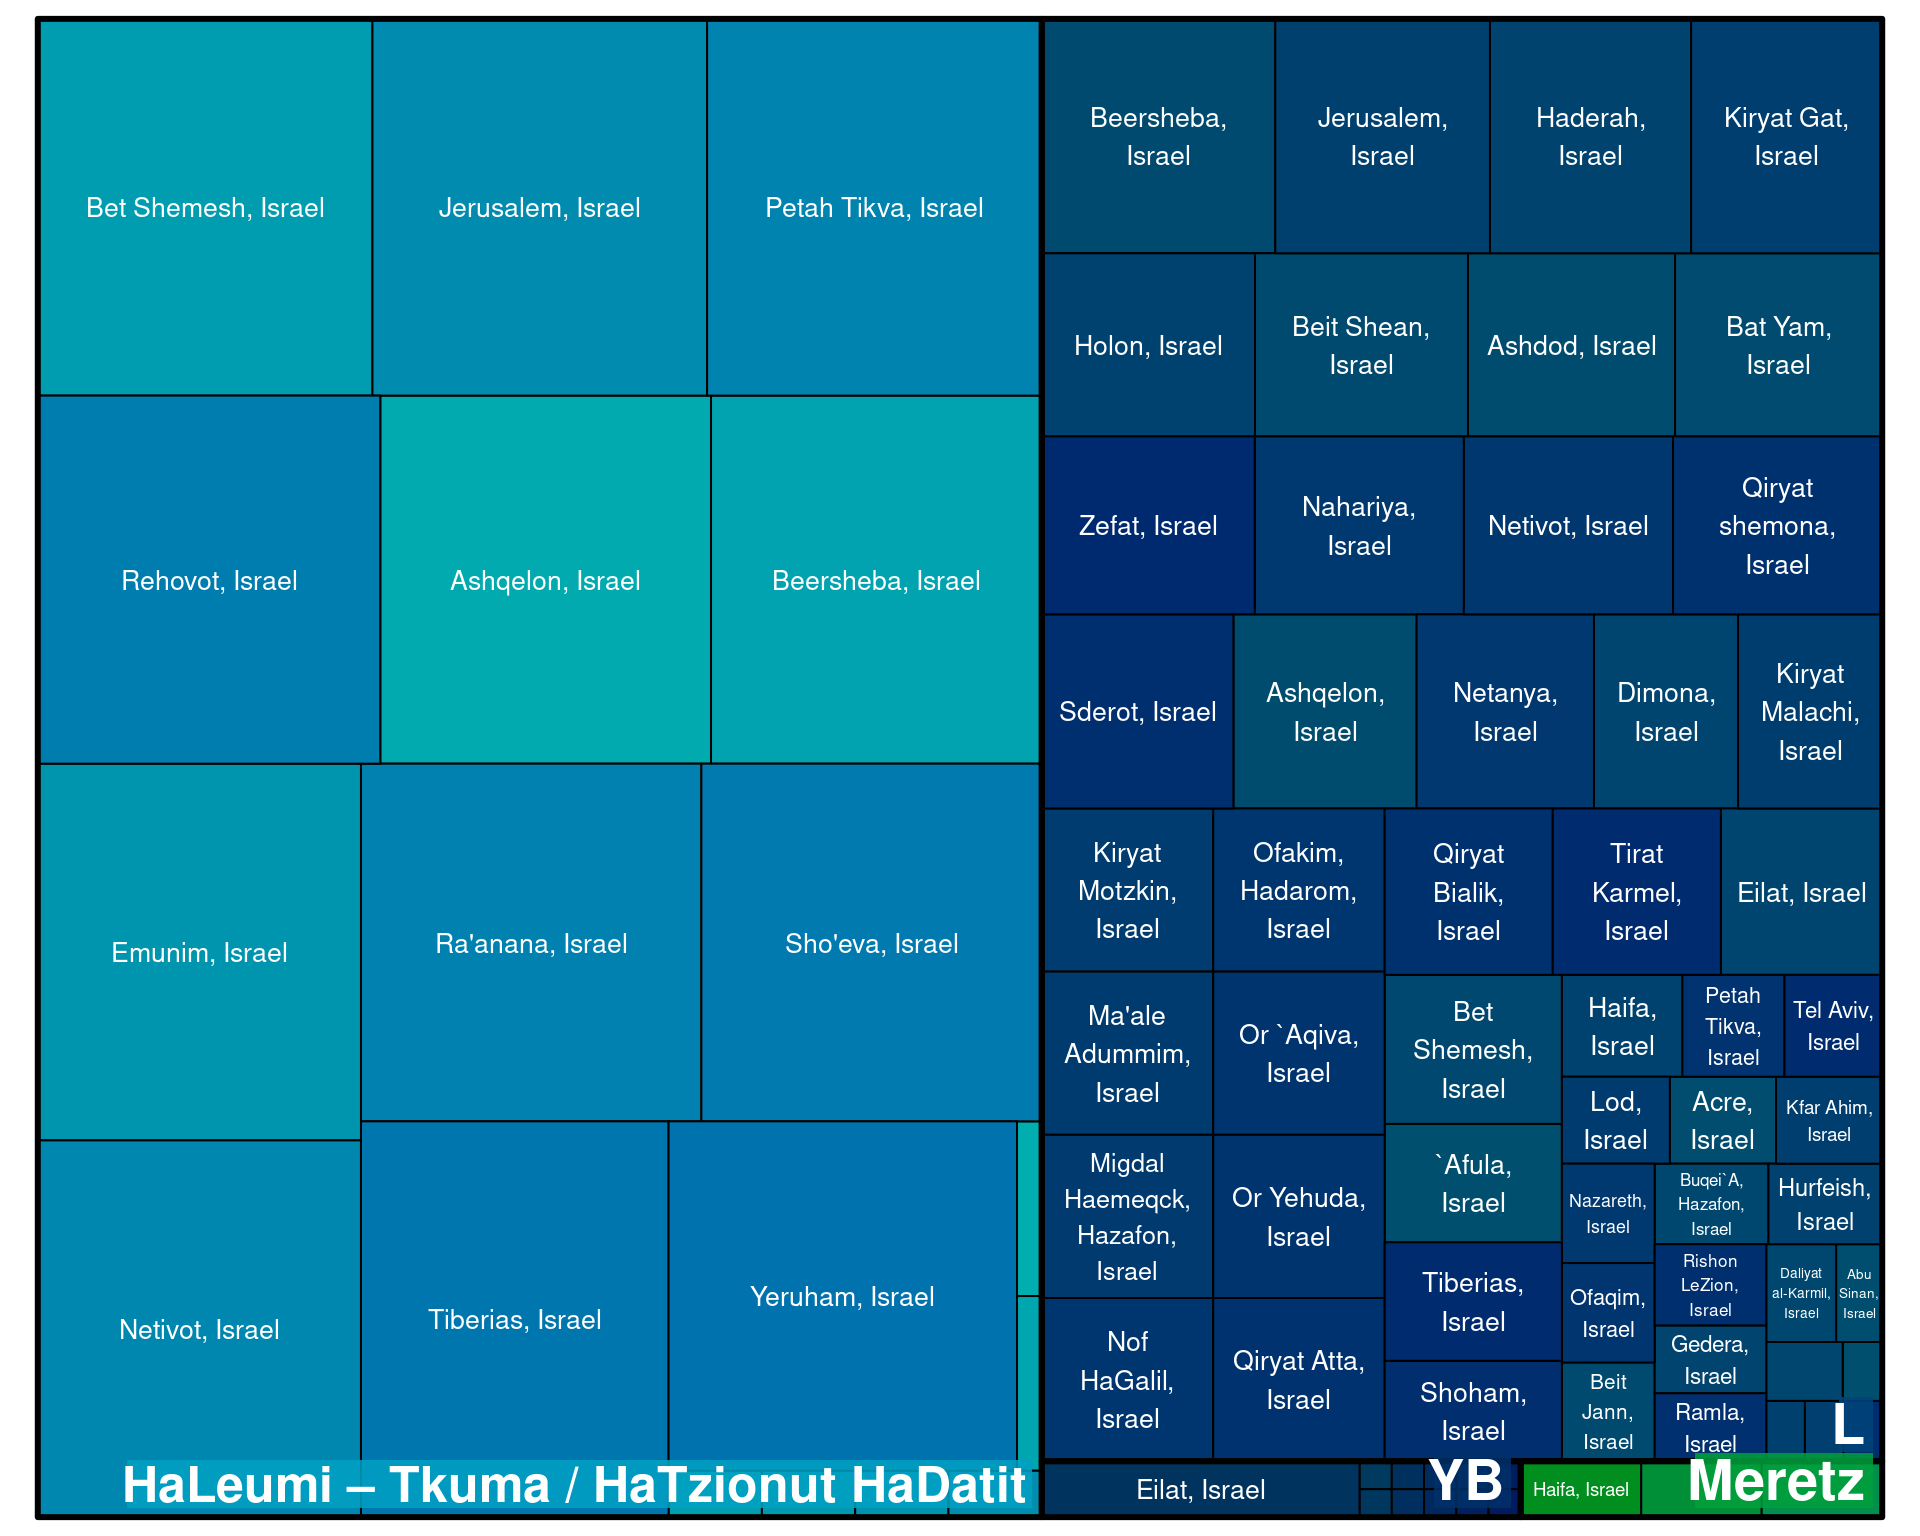 Bet Shemesh, Israel
Jerusalem, Israel
Petah Tikva, Israel
Rehovot, Israel
Ashqelon, Israel
Beersheba, Israel
Emunim, Israel
Ra'anana, Israel
Sho'eva, Israel
Netivot, Israel
Tiberias, Israel
Yeruham, Israel
HaLeumi – Tkuma / HaTzionut HaDatit
Beersheba,
Israel
Jerusalem,
Israel
Haderah,
Israel
Kiryat Gat,
Israel
Holon, Israel
Beit Shean,
Israel
Ashdod, Israel
Bat Yam,
Israel
Zefat, Israel
Nahariya,
Israel
Netivot, Israel
Qiryat
shemona,
Israel
Sderot, Israel
Ashqelon,
Israel
Netanya,
Israel
Dimona,
Israel
Kiryat
Malachi,
Israel
Kiryat
Motzkin,
Israel
Ofakim,
Hadarom,
Israel
Qiryat
Bialik,
Israel
Tirat
Karmel,
Israel
Eilat, Israel
Ma'ale
Adummim,
Israel
Or `Aqiva,
Israel
Bet
Shemesh,
Israel
Haifa,
Israel
Petah
Tikva,
Israel
Tel Aviv,
Israel
Lod,
Israel
Acre,
Israel
Kfar Ahim,
Israel
Migdal
Haemeqck,
Hazafon,
Israel
Or Yehuda,
Israel
`Afula,
Israel
Nazareth,
Israel
Buqei`A,
Hazafon,
Israel
Hurfeish,
Israel
Tiberias,
Israel
Ofaqim,
Israel
Rishon
LeZion,
Israel
Daliyat
al-Karmil,
Israel
Abu
Sinan,
Israel
Nof
HaGalil,
Israel
Qiryat Atta,
Israel
Shoham,
Israel
Beit
Jann,
Israel
Gedera,
Israel
Ramla,
Israel
L
Eilat, Israel
YB
Haifa, Israel
Meretz